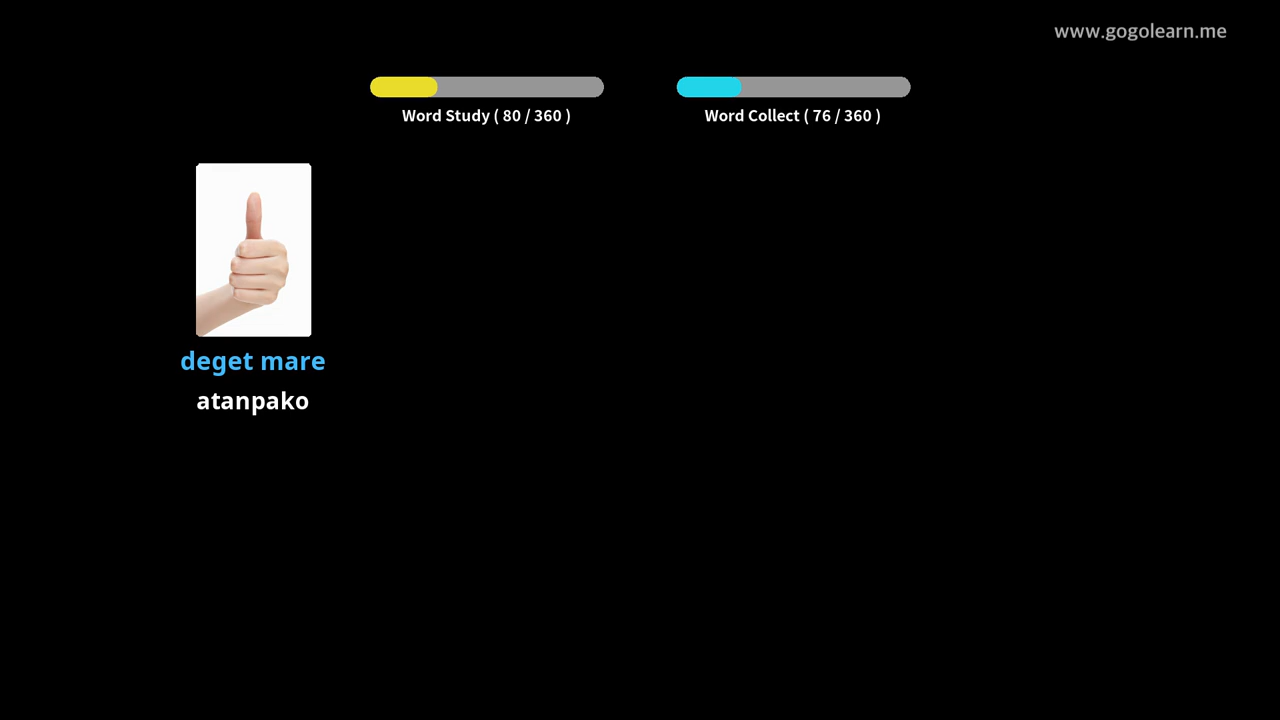 www.gogolearn.me
Word Study ( 80 / 360 )
Word Collect ( 76 / 360 )
deget mare
atanpako